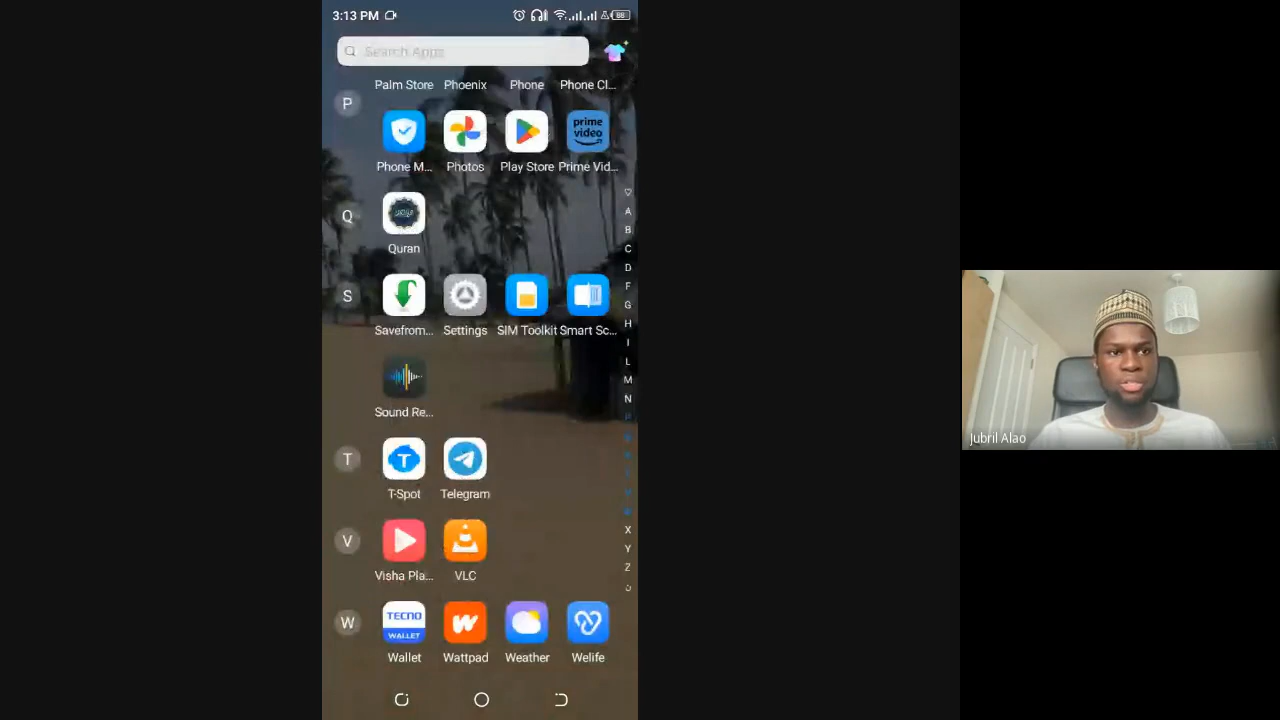 3:13 PM
88
Search Apps
P
Palm Store Phoenix Phone Phone Cl...
prime video
Phone M... Photos Play Store Prime Vid...
Q
Quran
S
Savefrom... Settings SIM Toolkit Smart Sc...
Sound Re...
T
T
T-Spot Telegram
V
Visha Pla... VLC
W
TECNO
WALLET
Wallet Wattpad Weather Welife
A
B
C
D
F
G
H
I
L
M
N
X
Y
Z
Jubril Alao